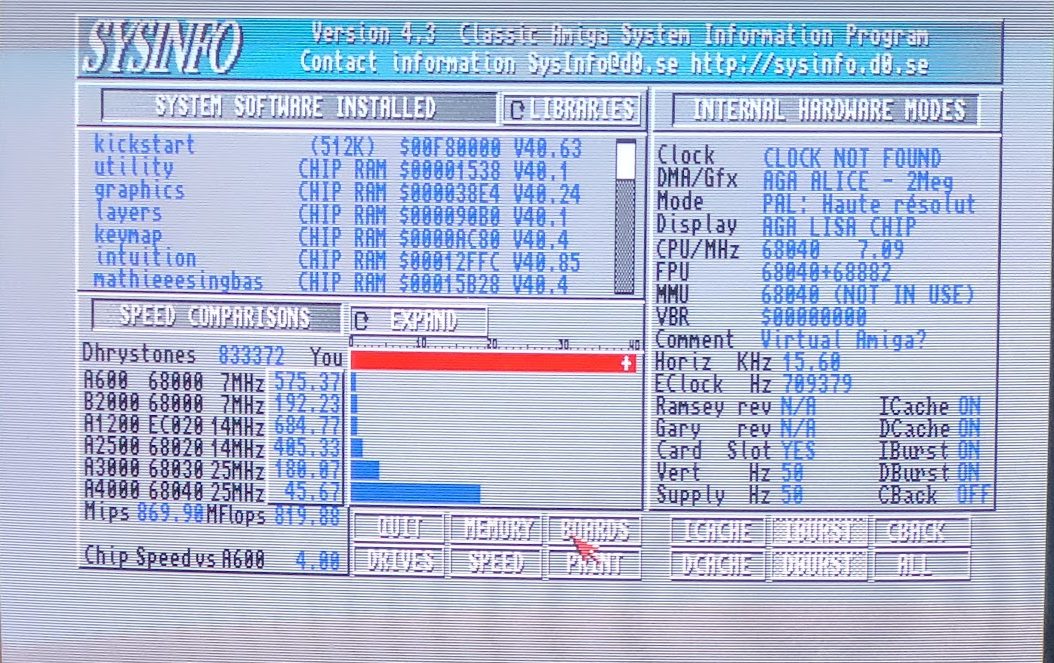 SYSINFO
Version 4.3 Classic Amiga System Information Program
Contact information SysInfo@d0.se http://sysinfo.d0.se
SYSTEM SOFTWARE INSTALLED LIBRARIES
kickstart (512K) $00F80000 V40.63
utility CHIP RAM $00001538 V40.1
graphics CHIP RAM $000038E4 V40.24
layers CHIP RAM $000090B0 V40.1
keymap CHIP RAM $0000AC80 V40.4
intuition CHIP RAM $00012FFC V40.85
mathieeesingbas CHIP RAM $00015B28 V40.4
SPEED COMPARISONS EXPAND
0 10 20 30 40
Dhrystones 833372 You
A600 68000 7MHz 575.37
B2000 68000 7MHz 192.23
A1200 EC020 14MHz 684.77
A2500 68020 14MHz 405.33
A3000 68030 25MHz 180.07
A4000 68040 25MHz 45.67
Mips 869.90 MFlops 819.88
Chip Speed vs A600 4.00
QUIT MEMORY BOARDS
DRIVES SPEED PRINT
INTERNAL HARDWARE MODES
Clock CLOCK NOT FOUND
DMA/Gfx AGA ALICE - 2Meg
Mode PAL: Haute résolut
Display AGA LISA CHIP
CPU/MHz 68040 7.09
FPU 68040+68882
MMU 68040 (NOT IN USE)
VBR $00000000
Comment Virtual Amiga?
Horiz KHz 15.60
EClock Hz 709379
Ramsey rev N/A ICache ON
Gary rev N/A DCache ON
Card Slot YES IBurst ON
Vert Hz 50 DBurst ON
Supply Hz 50 CBack OFF
ICACHE IBURST CBACK
DCACHE DBURST ALL